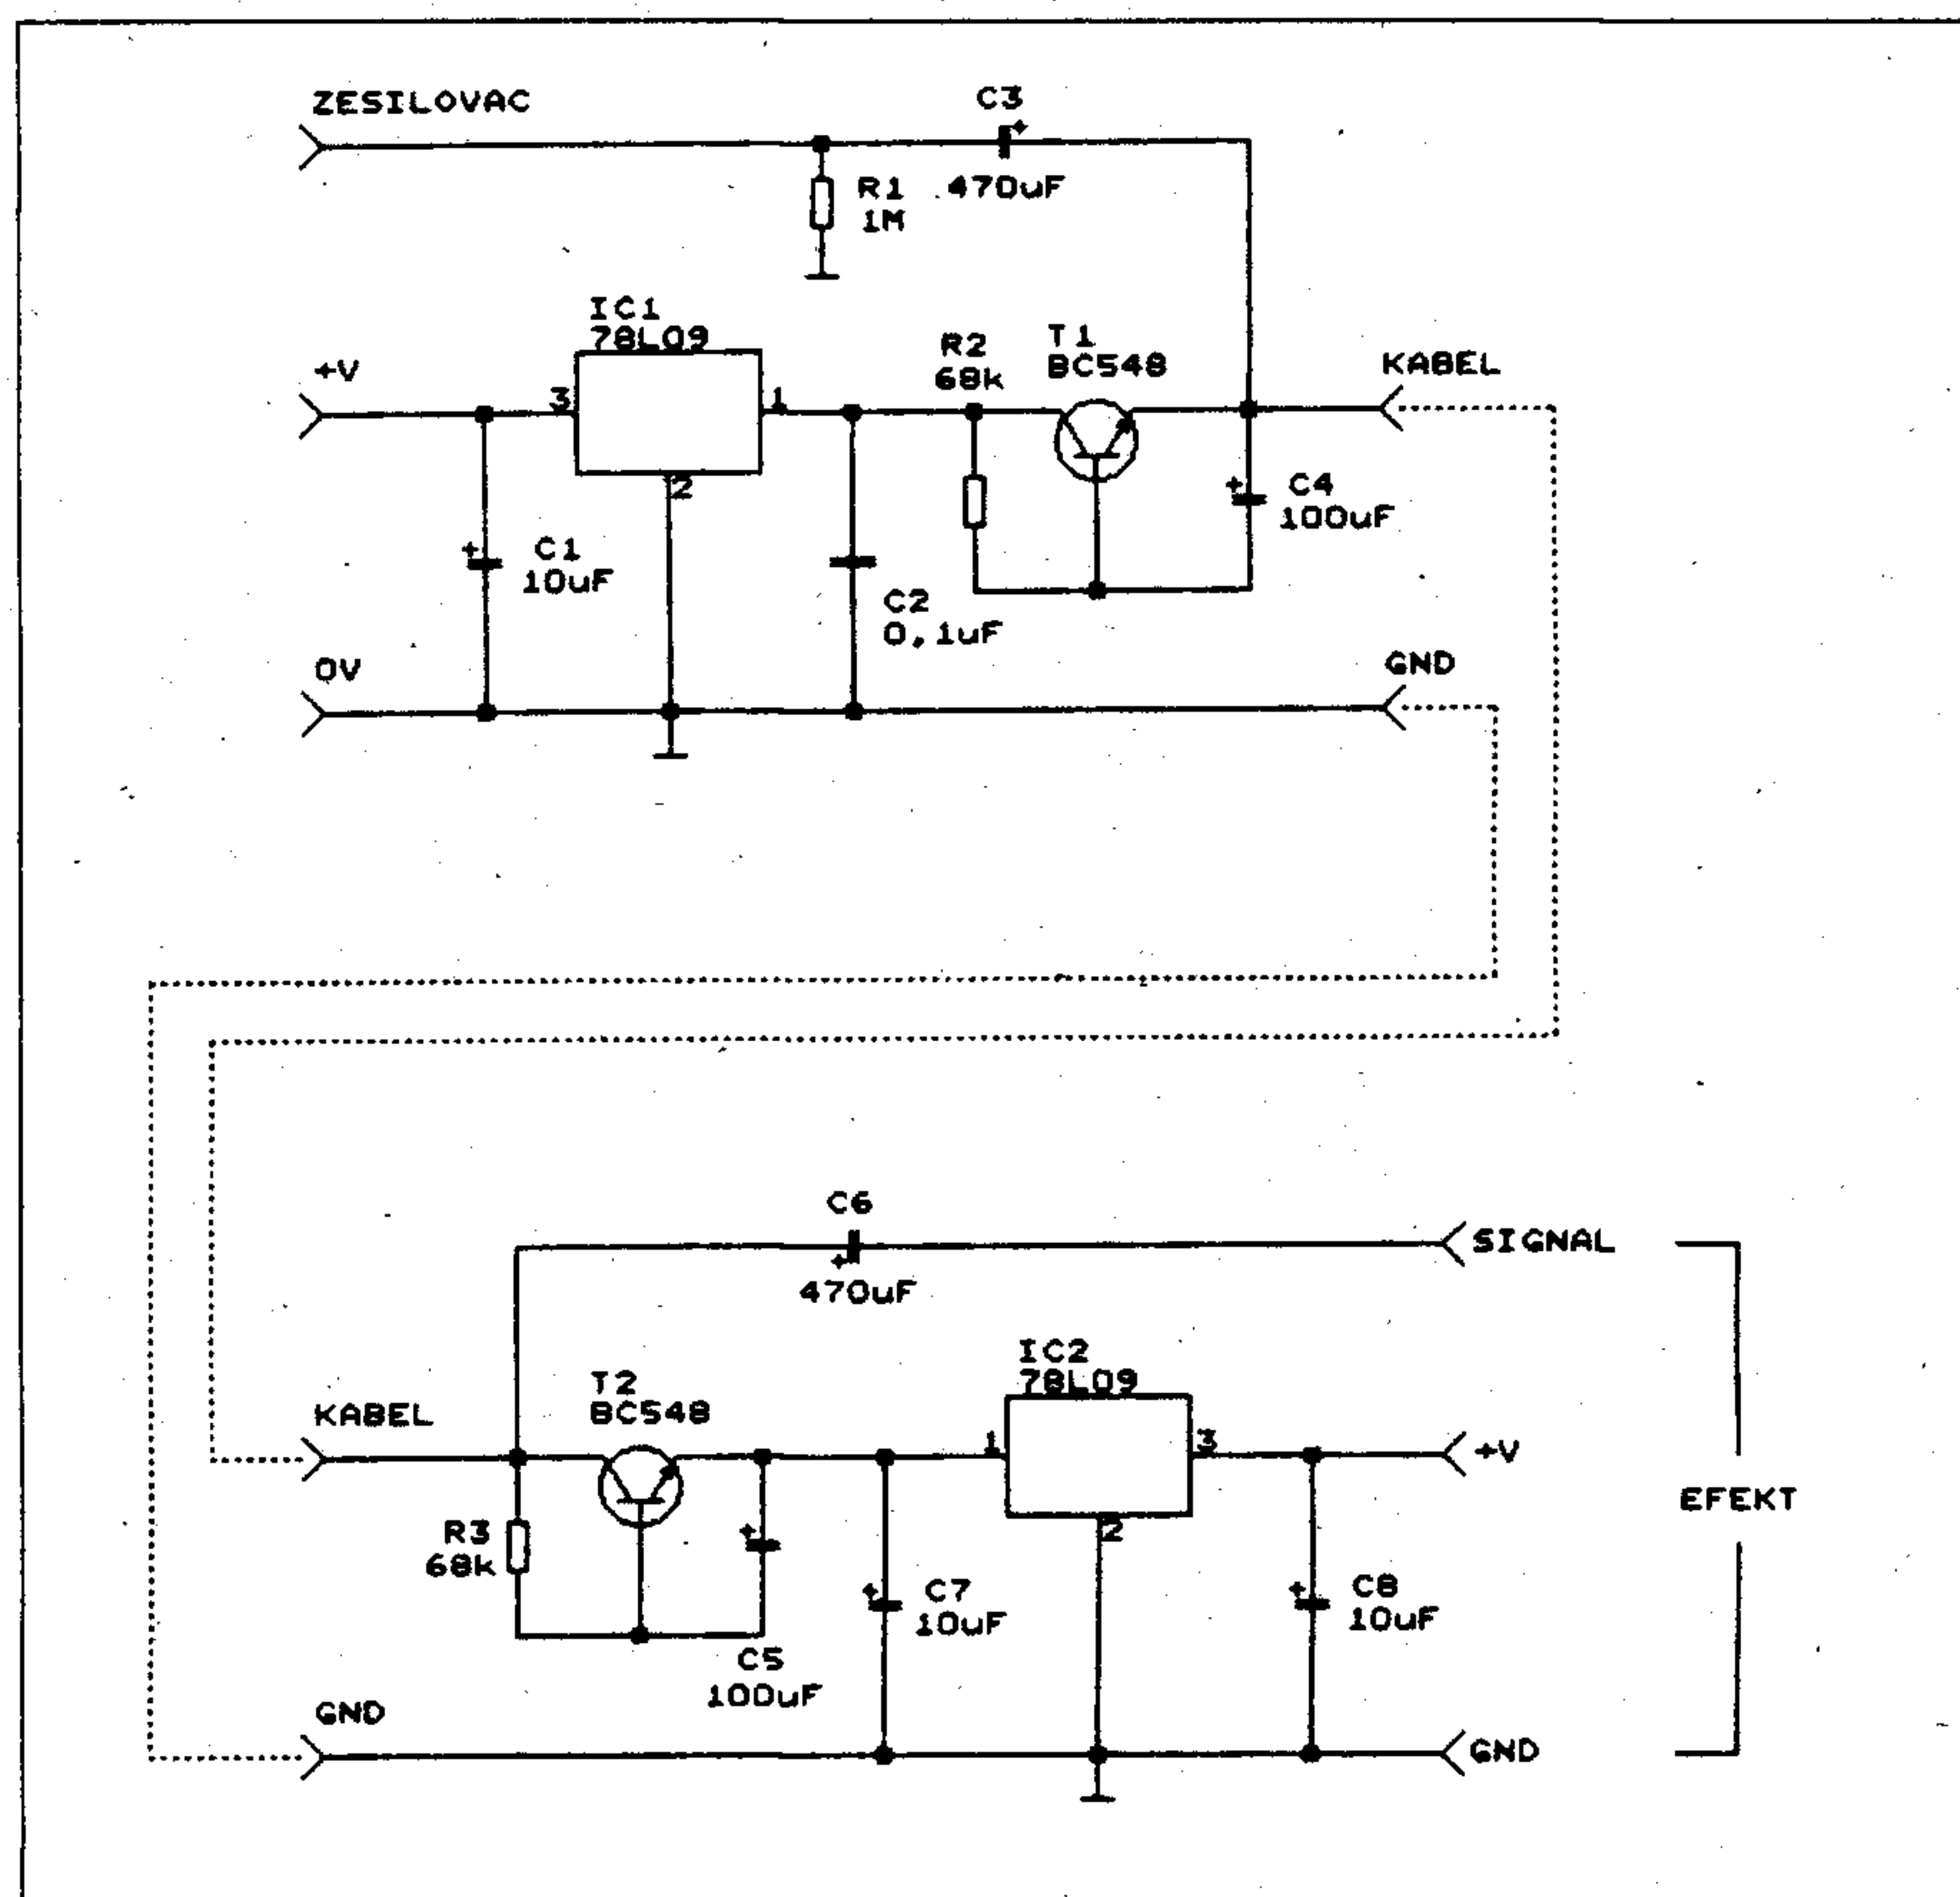 ZESILOVAC
C3
R1
1M
470uF
IC1
78L09
+V
3
1
2
R2
68k
T1
BC548
KABEL
C1
10uF
C2
0,1uF
+
C4
100uF
0V
GND
C6
470uF
SIGNAL
IC2
78L09
T2
BC548
KABEL
1
3
+V
2
EFEKT
R3
68k
C5
100uF
C7
10uF
C8
10uF
GND
GND